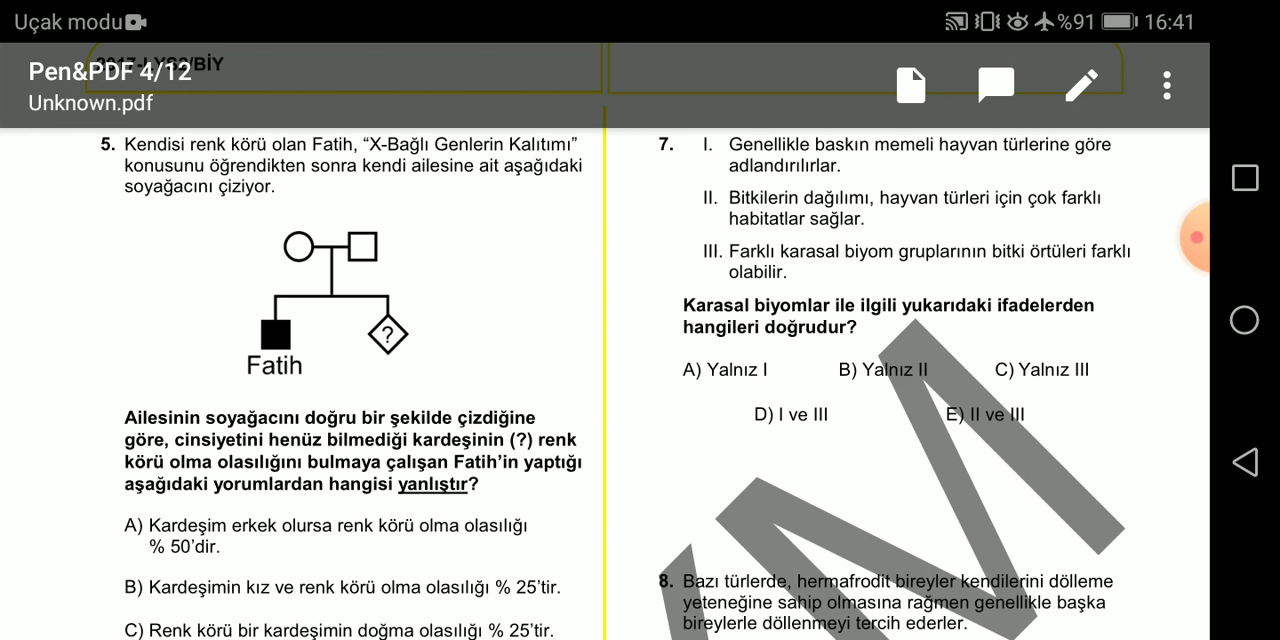 Uçak modu
%91 16:41
Pen&PDF 4/12
Unknown.pdf
5. Kendisi renk körü olan Fatih, “X-Bağlı Genlerin Kalıtımı”
konusunu öğrendikten sonra kendi ailesine ait aşağıdaki
soyağacını çiziyor.
?
Fatih
Ailesinin soyağacını doğru bir şekilde çizdiğine
göre, cinsiyetini henüz bilmediği kardeşinin (?) renk
körü olma olasılığını bulmaya çalışan Fatih’in yaptığı
aşağıdaki yorumlardan hangisi yanlıştır?
A) Kardeşim erkek olursa renk körü olma olasılığı
% 50’dir.
B) Kardeşimin kız ve renk körü olma olasılığı % 25’tir.
C) Renk körü bir kardeşimin doğma olasılığı % 25’tir.
7. I. Genellikle baskın memeli hayvan türlerine göre
adlandırılırlar.
II. Bitkilerin dağılımı, hayvan türleri için çok farklı
habitatlar sağlar.
III. Farklı karasal biyom gruplarının bitki örtüleri farklı
olabilir.
Karasal biyomlar ile ilgili yukarıdaki ifadelerden
hangileri doğrudur?
A) Yalnız I B) Yalnız II C) Yalnız III
D) I ve III E) II ve III
8. Bazı türlerde, hermafrodit bireyler kendilerini dölleme
yeteneğine sahip olmasına rağmen genellikle başka
bireylerle döllenmeyi tercih ederler.